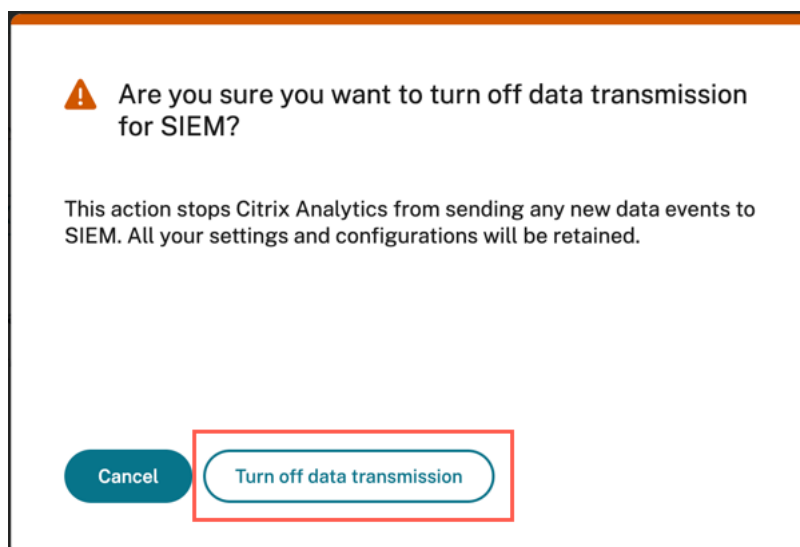 Are you sure you want to turn off data transmission
for SIEM?
This action stops Citrix Analytics from sending any new data events to
SIEM. All your settings and configurations will be retained.
Cancel
Turn off data transmission